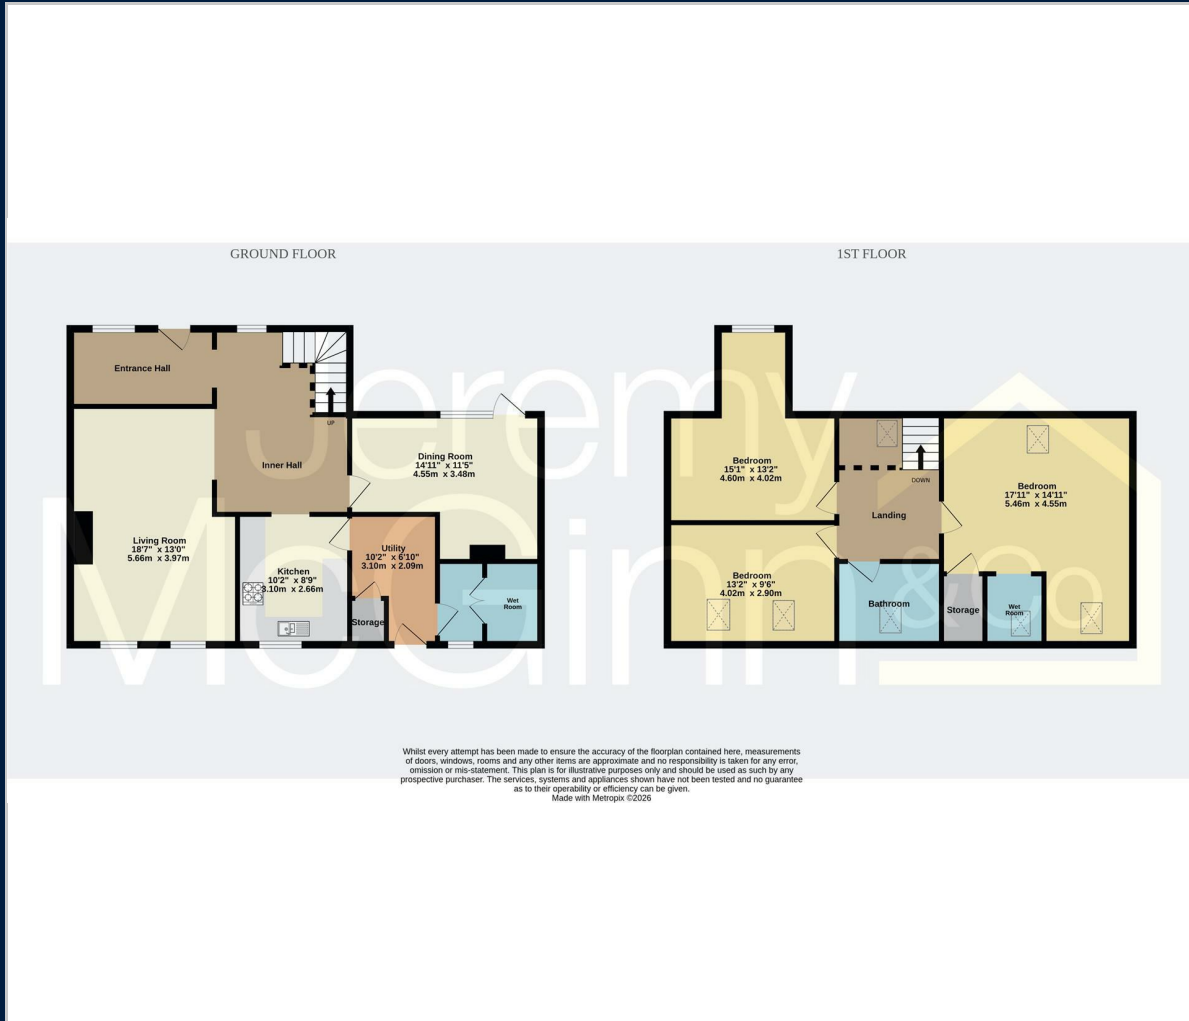 GROUND FLOOR
1ST FLOOR
Entrance Hall
UP
Inner Hall
Dining Room
14'11" x 11'5"
4.55m x 3.48m
Living Room
18'7" x 13'0"
5.66m x 3.97m
Kitchen
10'2" x 8'9"
3.10m x 2.66m
Utility
10'2" x 6'10"
3.10m x 2.09m
Storage
Wet
Room
Bedroom
15'1" x 13'2"
4.60m x 4.02m
DOWN
Landing
Bedroom
17'11" x 14'11"
5.46m x 4.55m
Bedroom
13'2" x 9'6"
4.02m x 2.90m
Bathroom
Storage
Wet
Room
Jeremy
McGinn &Co
Whilst every attempt has been made to ensure the accuracy of the floorplan contained here, measurements
of doors, windows, rooms and any other items are approximate and no responsibility is taken for any error,
omission or mis-statement. This plan is for illustrative purposes only and should be used as such by any
prospective purchaser. The services, systems and appliances shown have not been tested and no guarantee
as to their operability or efficiency can be given.
Made with Metropix ©2026